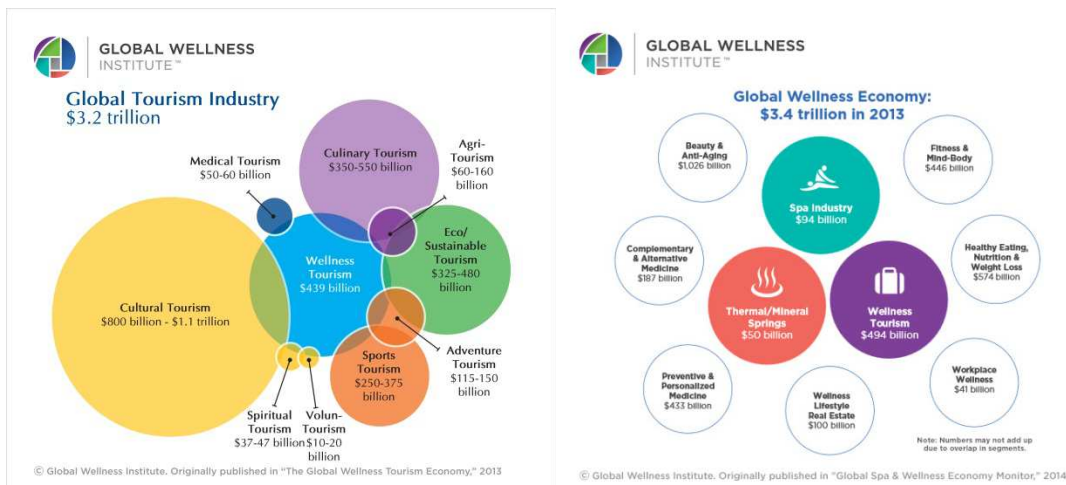 GLOBAL WELLNESS
INSTITUTE™
Global Tourism Industry
$3.2 trillion
Medical Tourism
$50-60 billion
Culinary Tourism
$350-550 billion
Agri-
Tourism
$60-160
billion
Wellness
Tourism
$439 billion
Eco/
Sustainable
Tourism
$325-480
billion
Cultural Tourism
$800 billion - $1.1 trillion
Sports
Tourism
$250-375
billion
Adventure
Tourism
$115-150
billion
Spiritual
Tourism
$37-47 billion
Volun-
Tourism
$10-20
billion
© Global Wellness Institute. Originally published in "The Global Wellness Tourism Economy," 2013
GLOBAL WELLNESS
INSTITUTE™
Global Wellness Economy:
$3.4 trillion in 2013
Beauty &
Anti-Aging
$1,026 billion
Fitness &
Mind-Body
$446 billion
Spa Industry
$94 billion
Complementary
& Alternative
Medicine
$187 billion
Healthy Eating,
Nutrition &
Weight Loss
$574 billion
Thermal/Mineral
Springs
$50 billion
Wellness
Tourism
$494 billion
Preventive &
Personalized
Medicine
$433 billion
Wellness
Lifestyle
Real Estate
$100 billion
Workplace
Wellness
$41 billion
Note: Numbers may not add up
due to overlap in segments.
© Global Wellness Institute. Originally published in "Global Spa & Wellness Economy Monitor," 2014